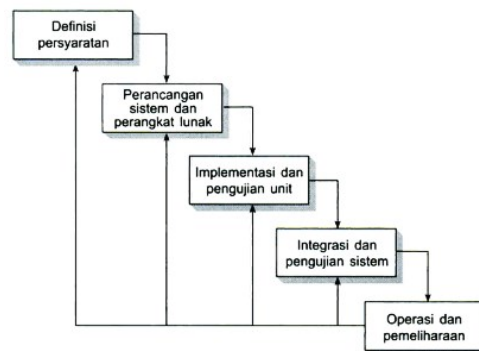 Definisi
persyaratan
Perancangan
sistem dan
perangkat lunak
Implementasi dan
pengujian unit
Integrasi dan
pengujian sistem
Operasi dan
pemeliharaan